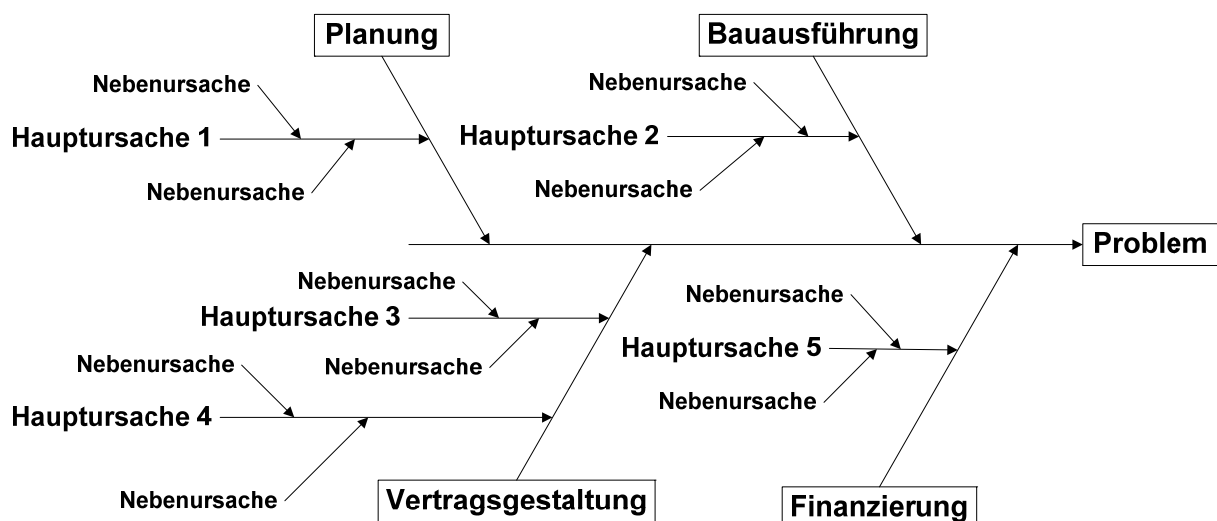 Planung
Bauausführung
Nebenursache
Nebenursache
Hauptursache 1
Hauptursache 2
Nebenursache
Nebenursache
Problem
Nebenursache
Nebenursache
Hauptursache 3
Hauptursache 5
Nebenursache
Nebenursache
Nebenursache
Hauptursache 4
Nebenursache
Vertragsgestaltung
Finanzierung